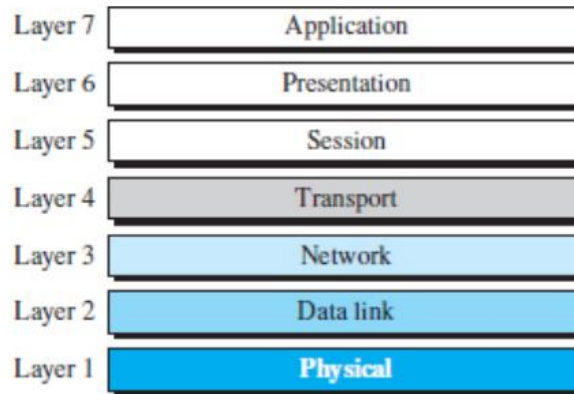 Layer 7 Application
Layer 6 Presentation
Layer 5 Session
Layer 4 Transport
Layer 3 Network
Layer 2 Data link
Layer 1 Physical